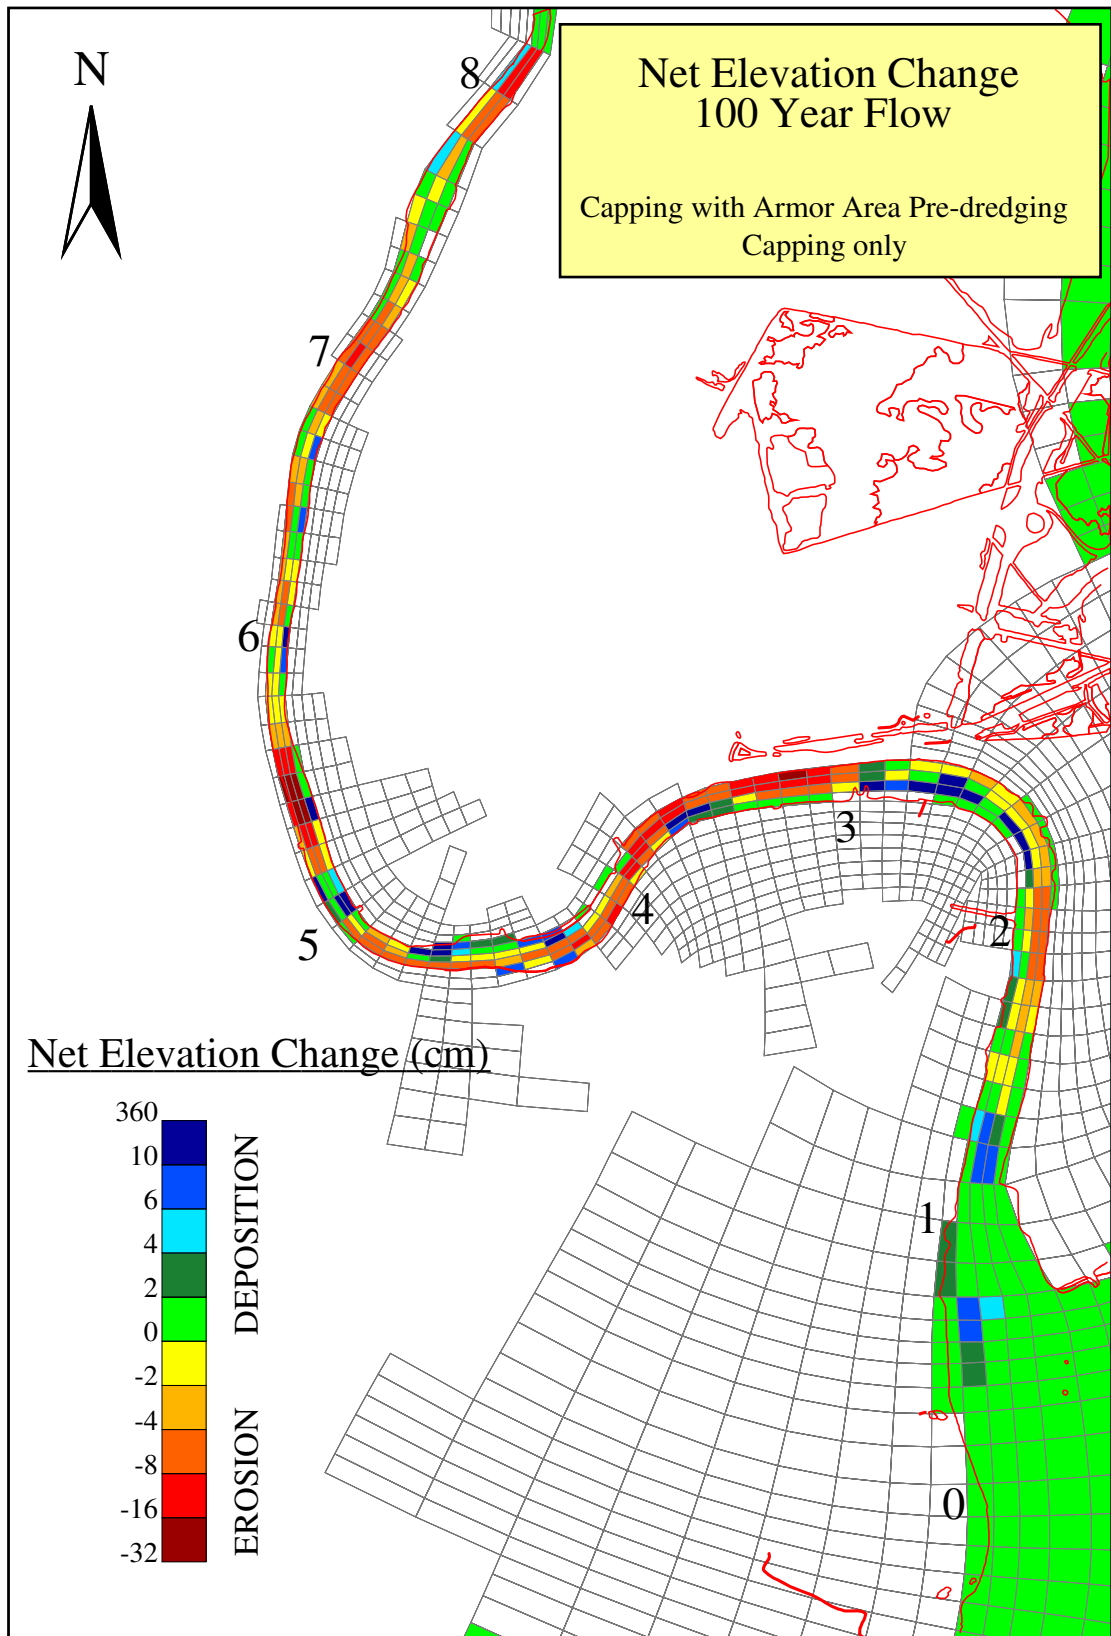 Net Elevation Change
100 Year Flow
Capping with Armor Area Pre-dredging
Capping only
N
8
7
6
5
4
3
2
1
0
Net Elevation Change (cm)
360
10
6
4
2
0
-2
-4
-8
-16
-32
DEPOSITION
EROSION